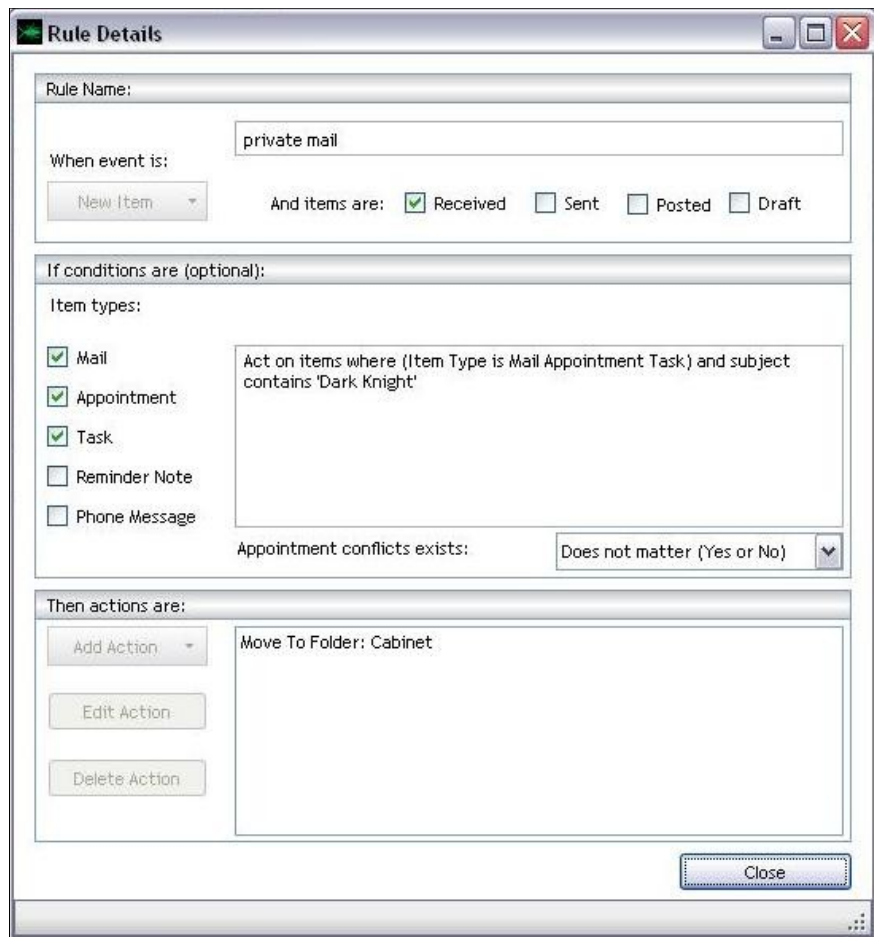 Rule Details
Rule Name:
private mail
When event is:
New Item
And items are:
Received
Sent
Posted
Draft
If conditions are (optional):
Item types:
Mail
Appointment
Task
Reminder Note
Phone Message
Act on items where (Item Type is Mail Appointment Task) and subject
contains 'Dark Knight'
Appointment conflicts exists:
Does not matter (Yes or No)
Then actions are:
Add Action
Edit Action
Delete Action
Move To Folder: Cabinet
Close